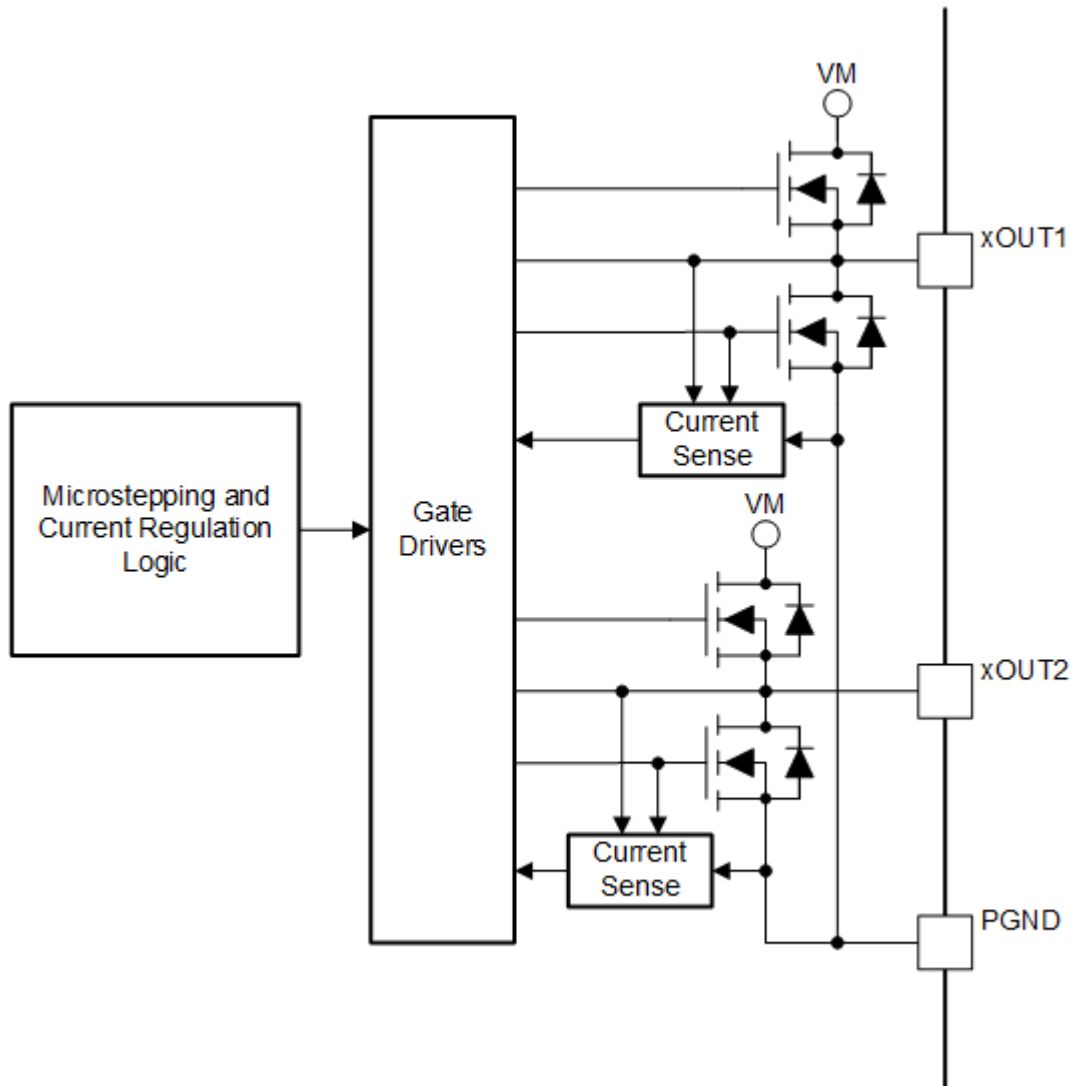 VM
xOUT1
Current
Sense
Microstepping and
Current Regulation
Logic
Gate
Drivers
VM
xOUT2
Current
Sense
PGND